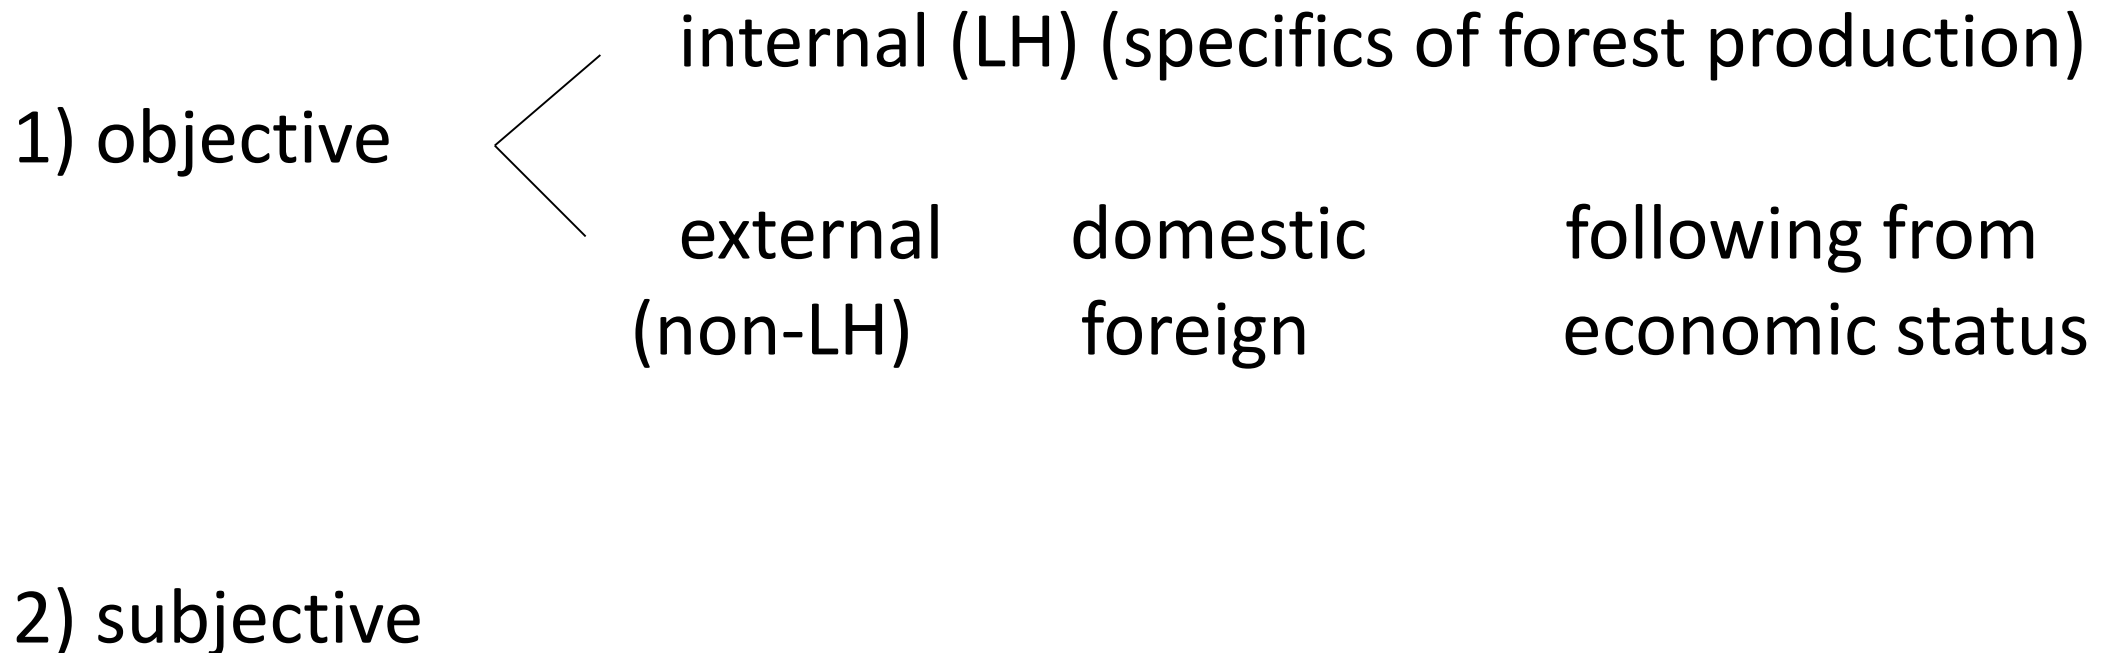 internal (LH) (specifics of forest production)
1) objective
external domestic following from
(non-LH) foreign economic status
2) subjective